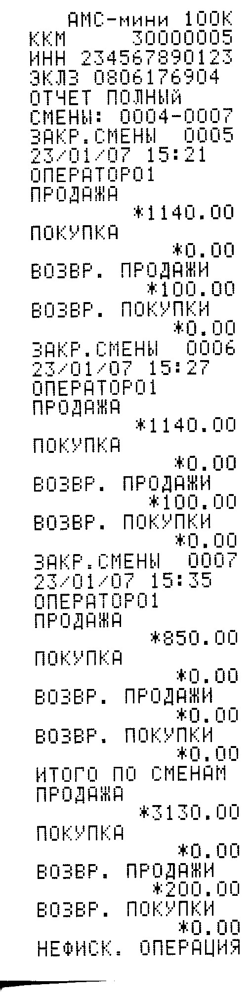 АМС-мини 100К
ККМ 30000005
ИНН 234567890123
ЭКЛЗ 0806176904
ОТЧЕТ ПОЛНЫЙ
СМЕНЫ: 0004-0007
ЗАКР.СМЕНЫ 0005
23/01/07 15:21
ОПЕРАТОР01
ПРОДАЖА
*1140.00
ПОКУПКА
*0.00
ВОЗВР. ПРОДАЖИ
*100.00
ВОЗВР. ПОКУПКИ
*0.00
ЗАКР.СМЕНЫ 0006
23/01/07 15:27
ОПЕРАТОР01
ПРОДАЖА
*1140.00
ПОКУПКА
*0.00
ВОЗВР. ПРОДАЖИ
*100.00
ВОЗВР. ПОКУПКИ
*0.00
ЗАКР.СМЕНЫ 0007
23/01/07 15:35
ОПЕРАТОР01
ПРОДАЖА
*850.00
ПОКУПКА
*0.00
ВОЗВР. ПРОДАЖИ
*0.00
ВОЗВР. ПОКУПКИ
*0.00
ИТОГО ПО СМЕНАМ
ПРОДАЖА
*3130.00
ПОКУПКА
*0.00
ВОЗВР. ПРОДАЖИ
*200.00
ВОЗВР. ПОКУПКИ
*0.00
НЕФИСК. ОПЕРАЦИЯ